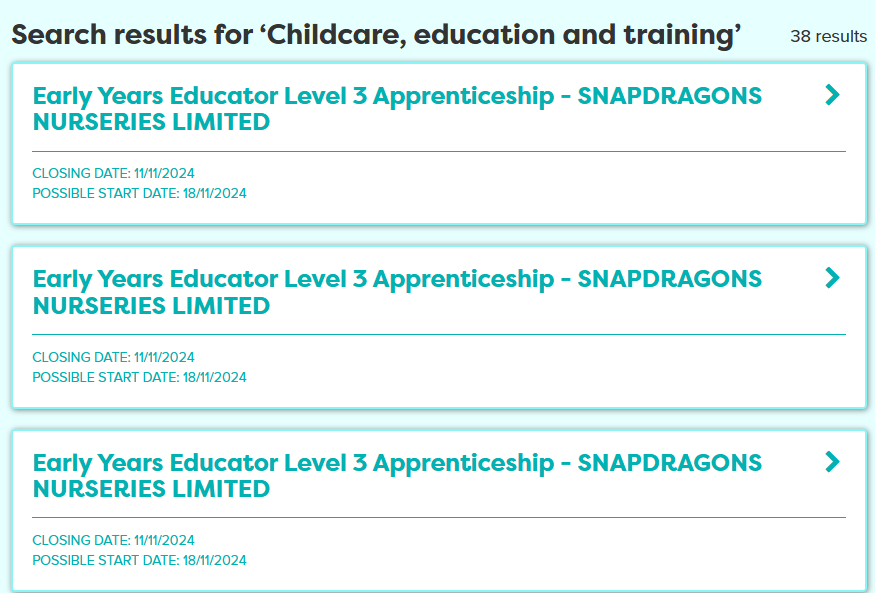 Search results for ‘Childcare, education and training’ 38 results
Early Years Educator Level 3 Apprenticeship - SNAPDRAGONS
NURSERIES LIMITED
CLOSING DATE: 11/11/2024
POSSIBLE START DATE: 18/11/2024
Early Years Educator Level 3 Apprenticeship - SNAPDRAGONS
NURSERIES LIMITED
CLOSING DATE: 11/11/2024
POSSIBLE START DATE: 18/11/2024
Early Years Educator Level 3 Apprenticeship - SNAPDRAGONS
NURSERIES LIMITED
CLOSING DATE: 11/11/2024
POSSIBLE START DATE: 18/11/2024